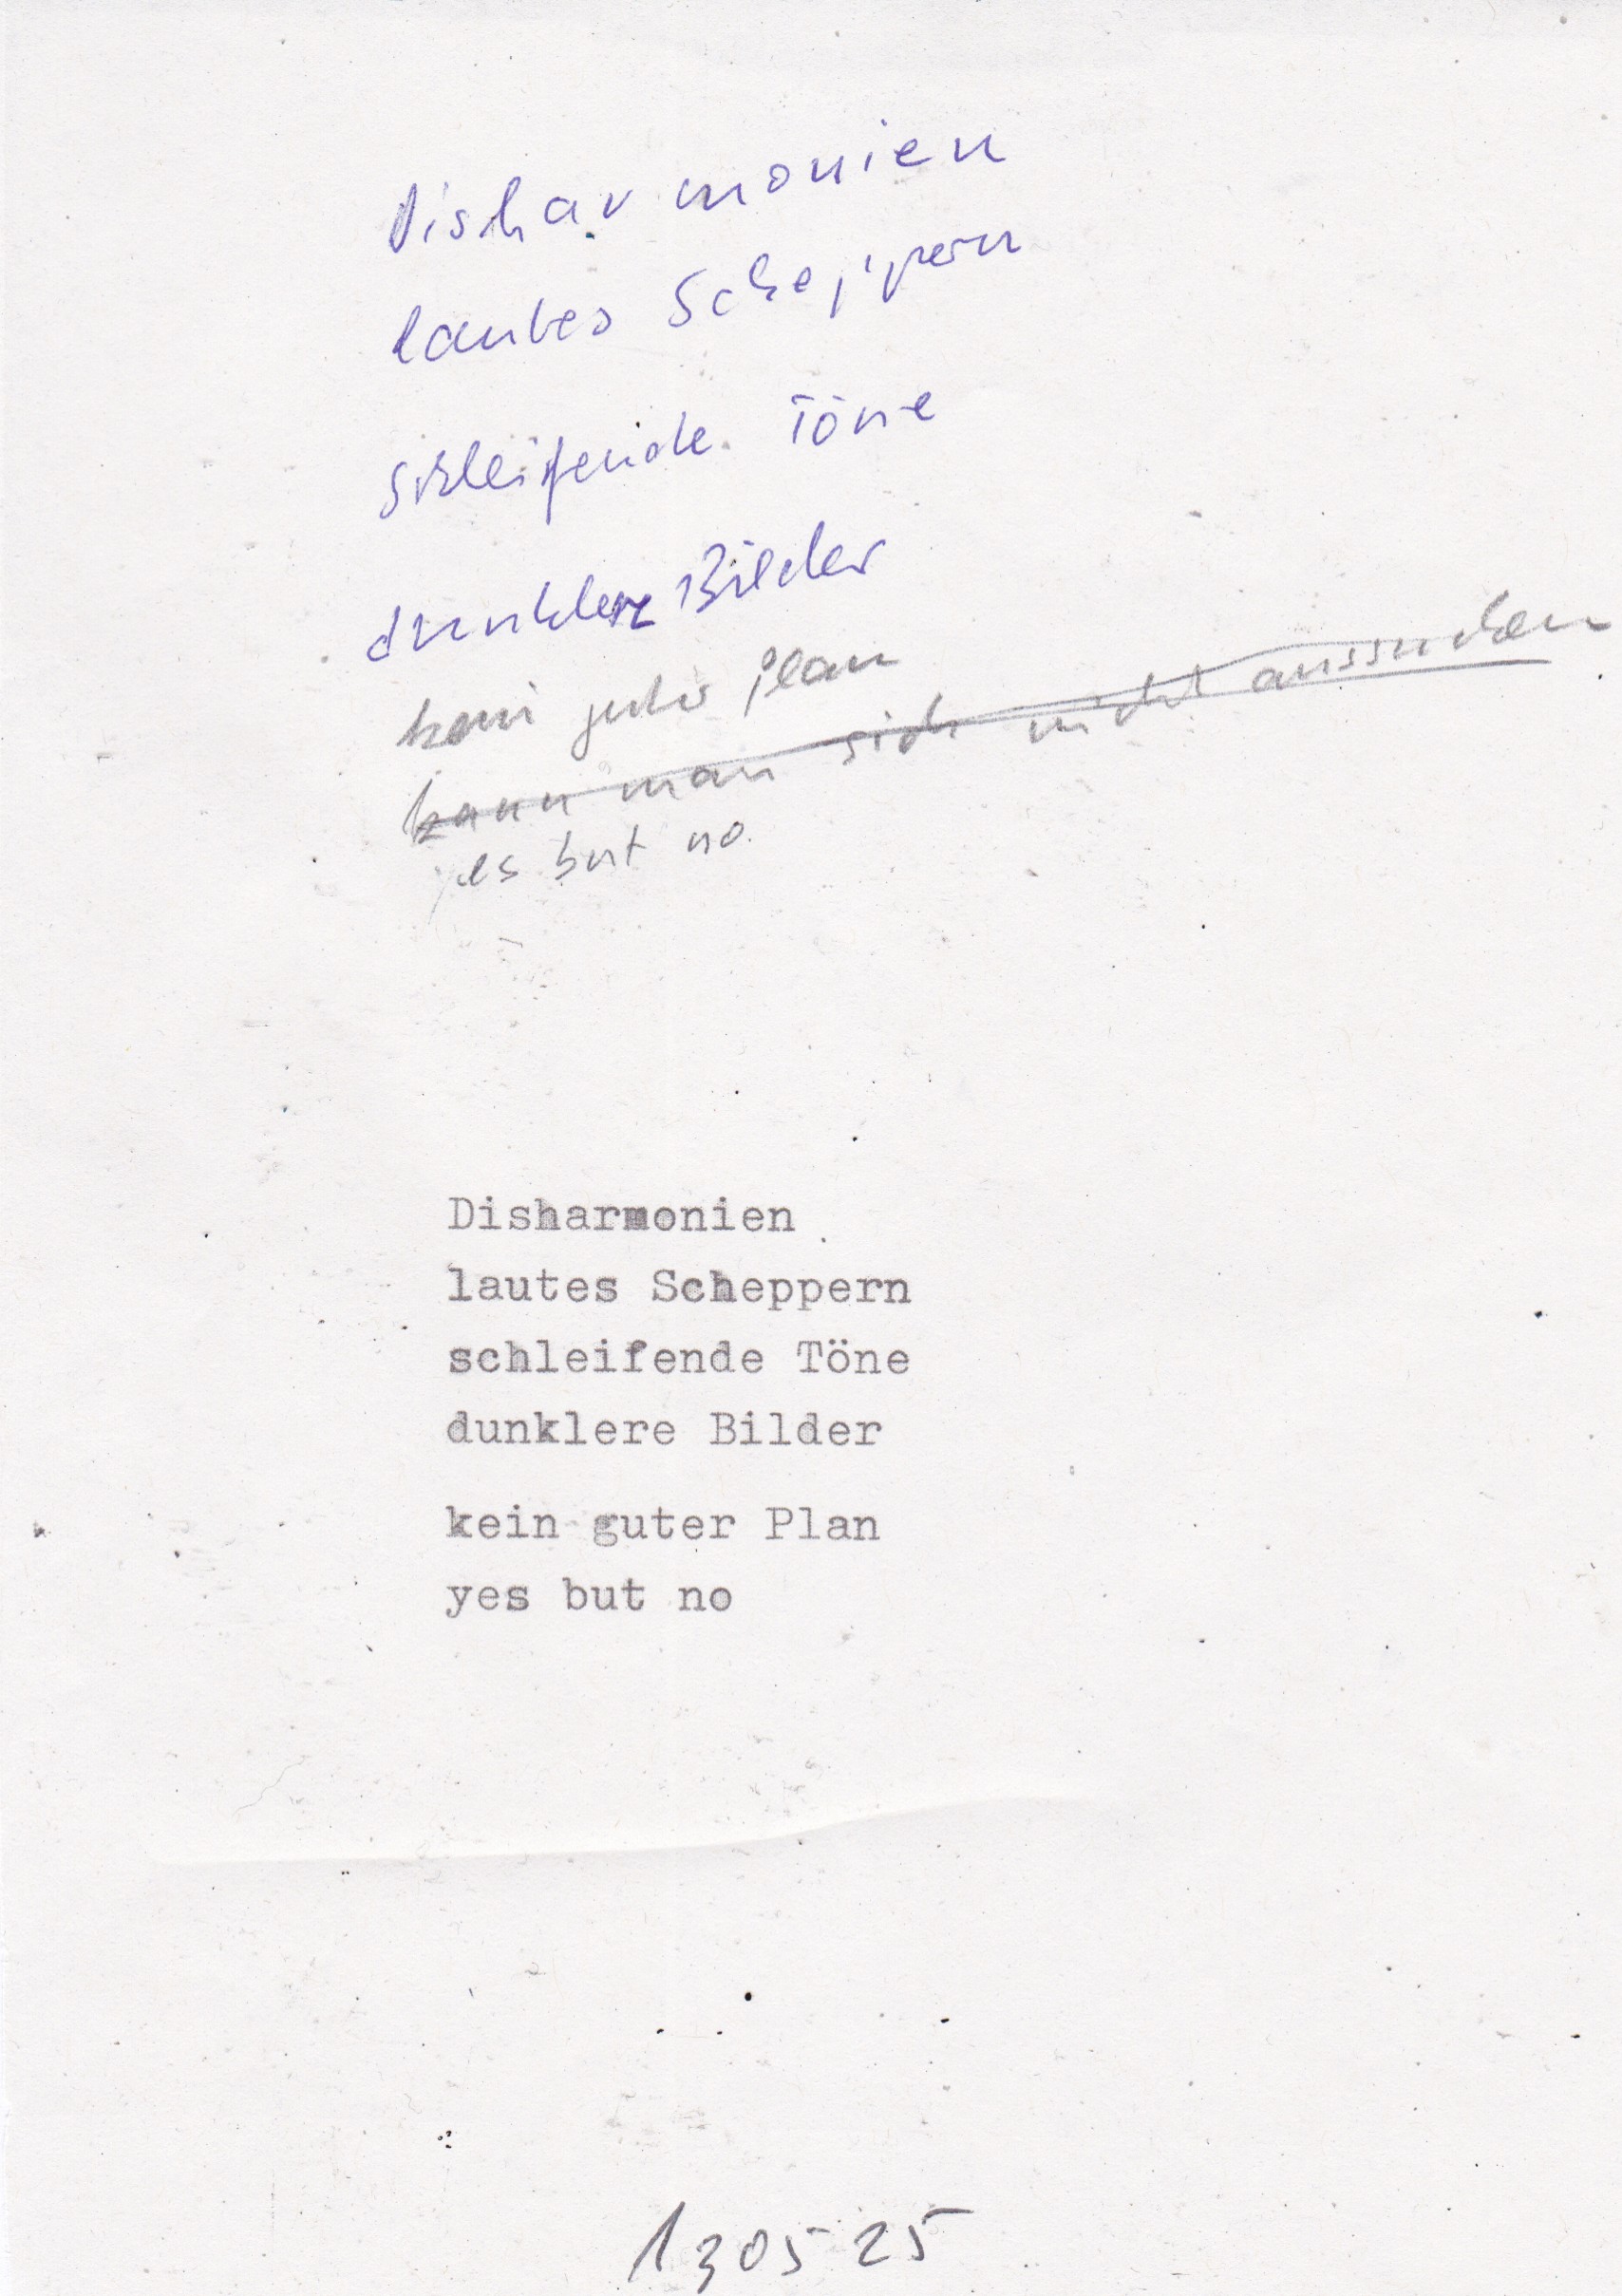 Disharmonien
lautes Scheppern
schleifende Töne
dunklere Bilder
kein guter Plan
kann man sich nicht aussuchen
yes but no
Disharmonien
lautes Scheppern
schleifende Töne
dunklere Bilder
kein guter Plan
yes but no
130525